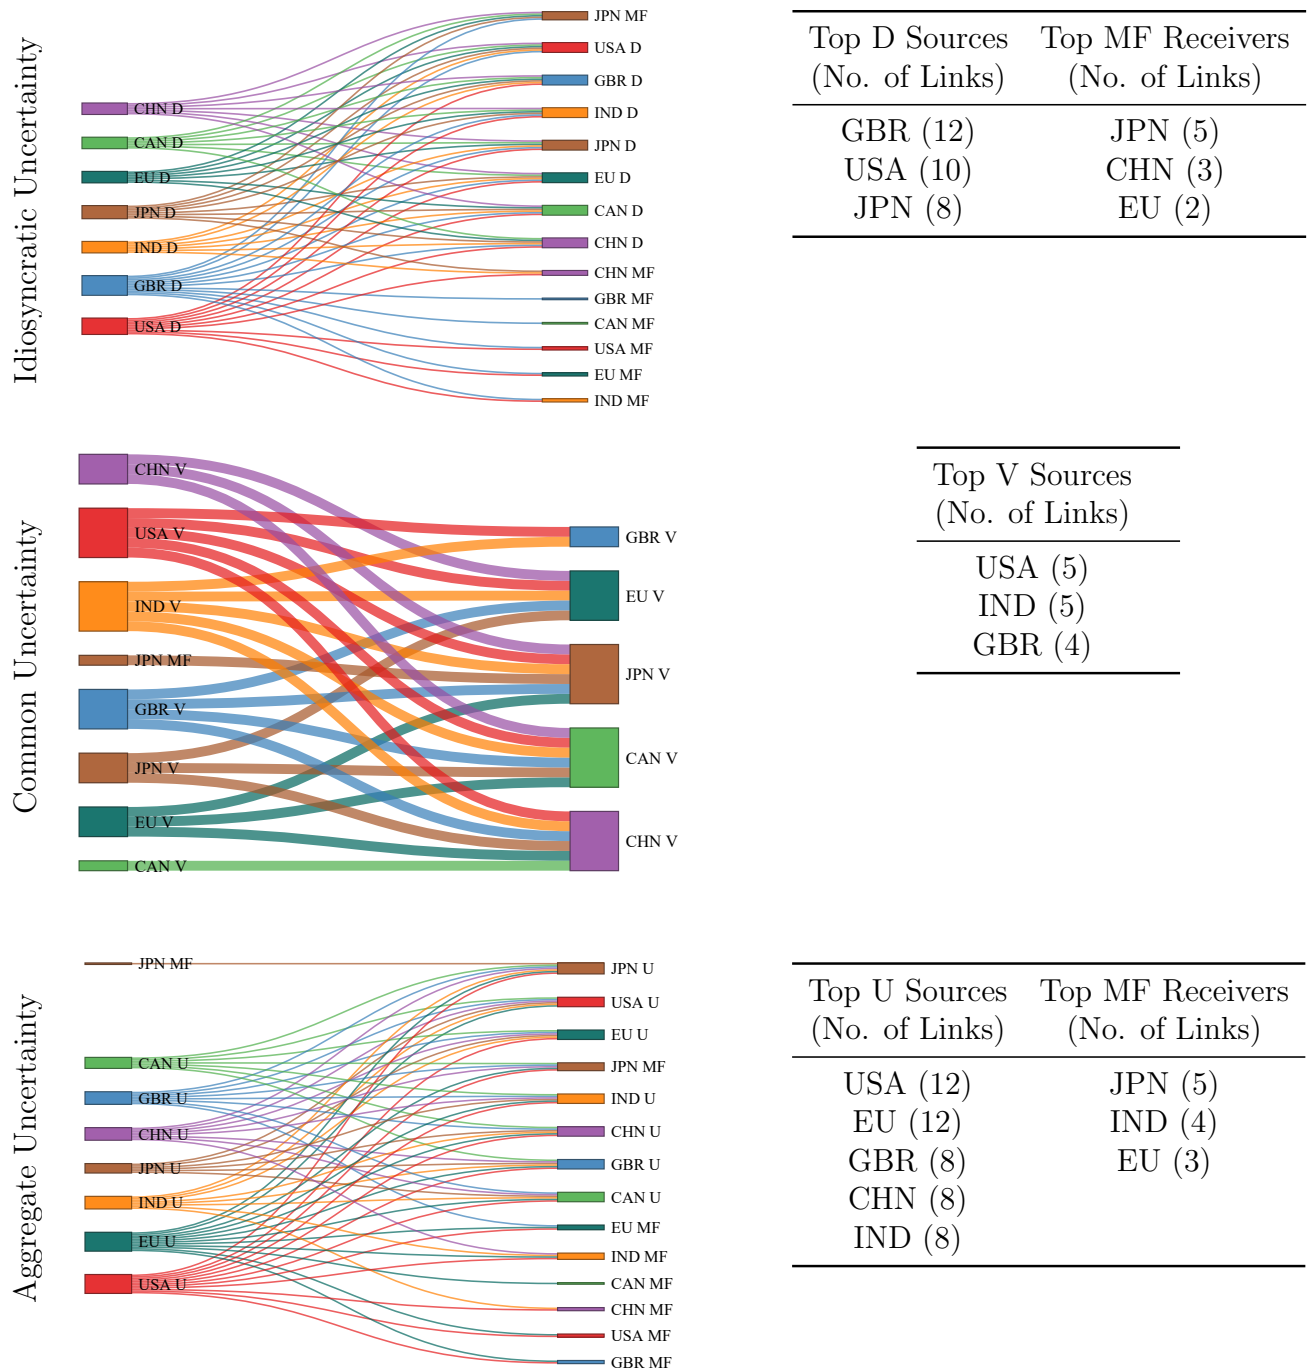 Idiosyncratic Uncertainty
CHN D
CAN D
EU D
JPN D
IND D
GBR D
USA D
JPN MF
USA D
GBR D
IND D
JPN D
EU D
CAN D
CHN D
CHN MF
GBR MF
CAN MF
USA MF
EU MF
IND MF
Top D Sources Top MF Receivers
(No. of Links) (No. of Links)
GBR (12) JPN (5)
USA (10) CHN (3)
JPN (8) EU (2)
Common Uncertainty
CHN V
USA V
IND V
JPN MF
GBR V
JPN V
EU V
CAN V
GBR V
EU V
JPN V
CAN V
CHN V
Top V Sources
(No. of Links)
USA (5)
IND (5)
GBR (4)
Aggregate Uncertainty
JPN MF
CAN U
GBR U
CHN U
JPN U
IND U
EU U
USA U
JPN U
USA U
EU U
JPN MF
IND U
CHN U
GBR U
CAN U
EU MF
IND MF
CAN MF
CHN MF
USA MF
GBR MF
Top U Sources Top MF Receivers
(No. of Links) (No. of Links)
USA (12) JPN (5)
EU (12) IND (4)
GBR (8) EU (3)
CHN (8)
IND (8)